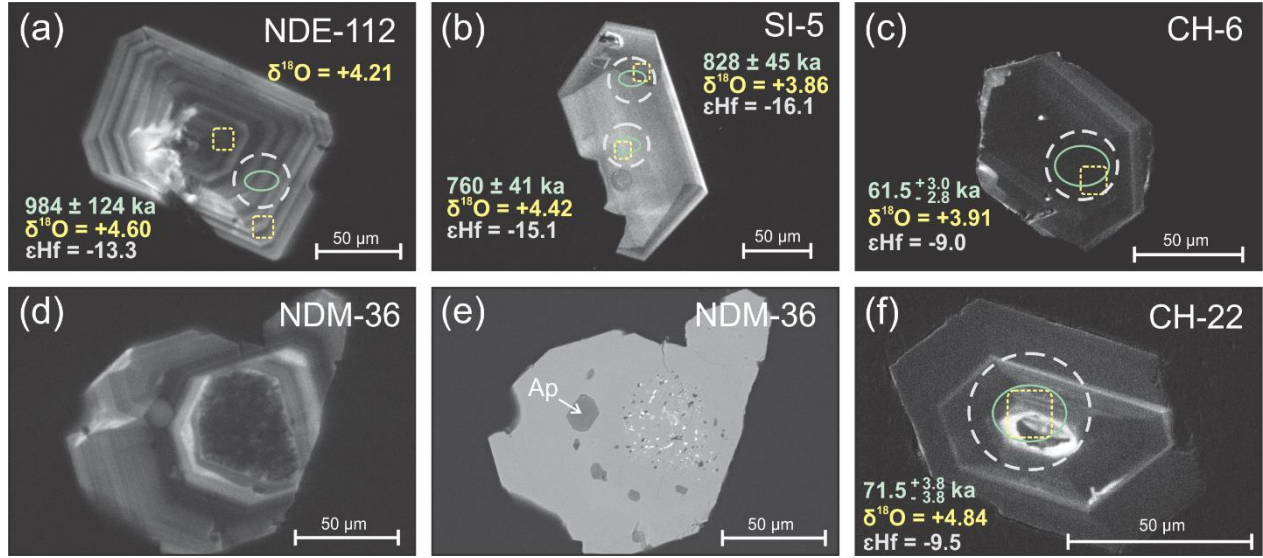 (a)
NDE-112
δ¹⁸O = +4.21
984 ± 124 ka
δ¹⁸O = +4.60
εHf = -13.3
50 µm
(b)
SI-5
828 ± 45 ka
δ¹⁸O = +3.86
εHf = -16.1
760 ± 41 ka
δ¹⁸O = +4.42
εHf = -15.1
50 µm
(c)
CH-6
61.5 +3.0 -2.8 ka
δ¹⁸O = +3.91
εHf = -9.0
50 µm
(d)
NDM-36
50 µm
(e)
NDM-36
Ap
50 µm
(f)
CH-22
71.5 +3.8 -3.8 ka
δ¹⁸O = +4.84
εHf = -9.5
50 µm